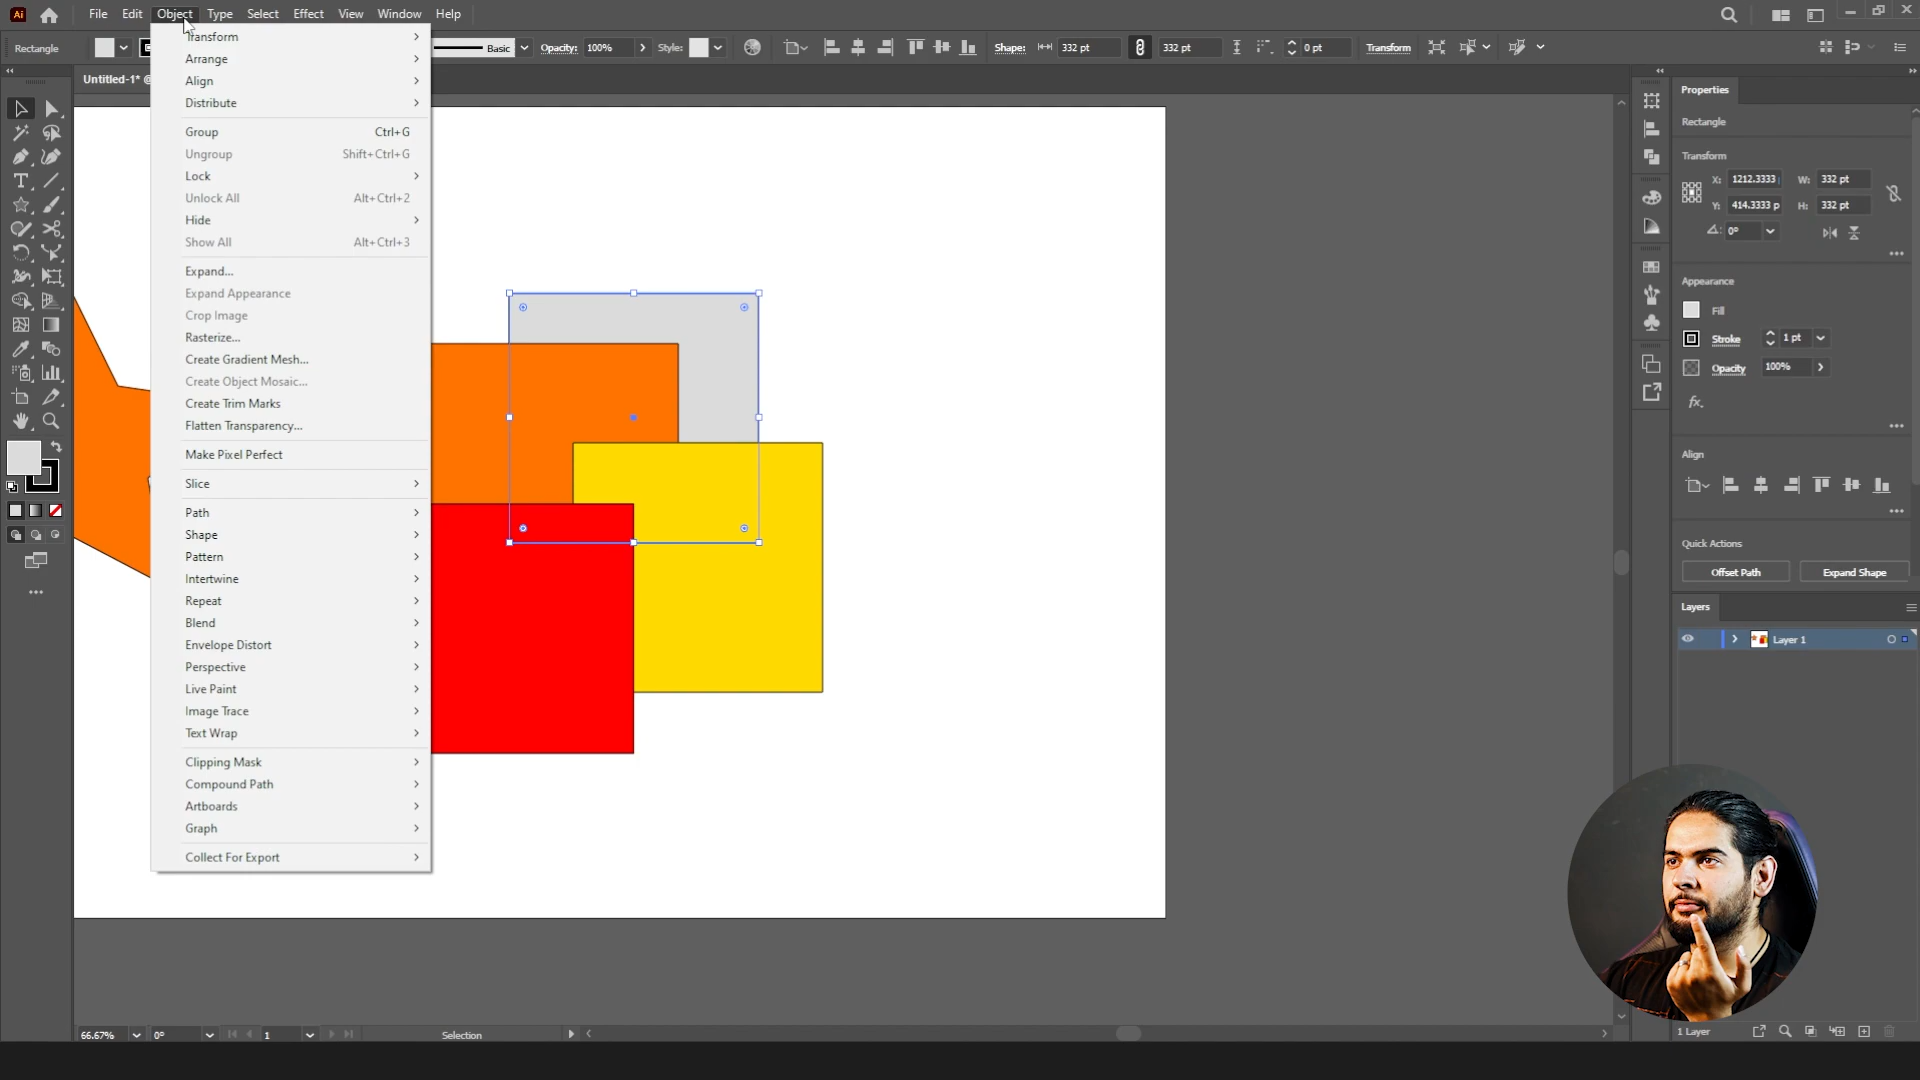 Ai File Edit Object Type Select Effect View Window Help
Rectangle Basic Opacity: 100% Style: Shape: 332 pt 332 pt 0 pt Transform
Untitled-1* @
Transform
Arrange
Align
Distribute
Group Ctrl+G
Ungroup Shift+Ctrl+G
Lock
Unlock All Alt+Ctrl+2
Hide
Show All Alt+Ctrl+3
Expand...
Expand Appearance
Crop Image
Rasterize...
Create Gradient Mesh...
Create Object Mosaic...
Create Trim Marks
Flatten Transparency...
Make Pixel Perfect
Slice
Path
Shape
Pattern
Intertwine
Repeat
Blend
Envelope Distort
Perspective
Live Paint
Image Trace
Text Wrap
Clipping Mask
Compound Path
Artboards
Graph
Collect For Export
Properties
Rectangle
Transform
X: 1212.3333 W: 332 pt
Y: 414.3333 p H: 332 pt
0°
Appearance
Fill
Stroke 1 pt
Opacity 100%
fx.
Align
Quick Actions
Offset Path Expand Shape
Layers
Layer 1
1 Layer
66.67% 0° 1 Selection